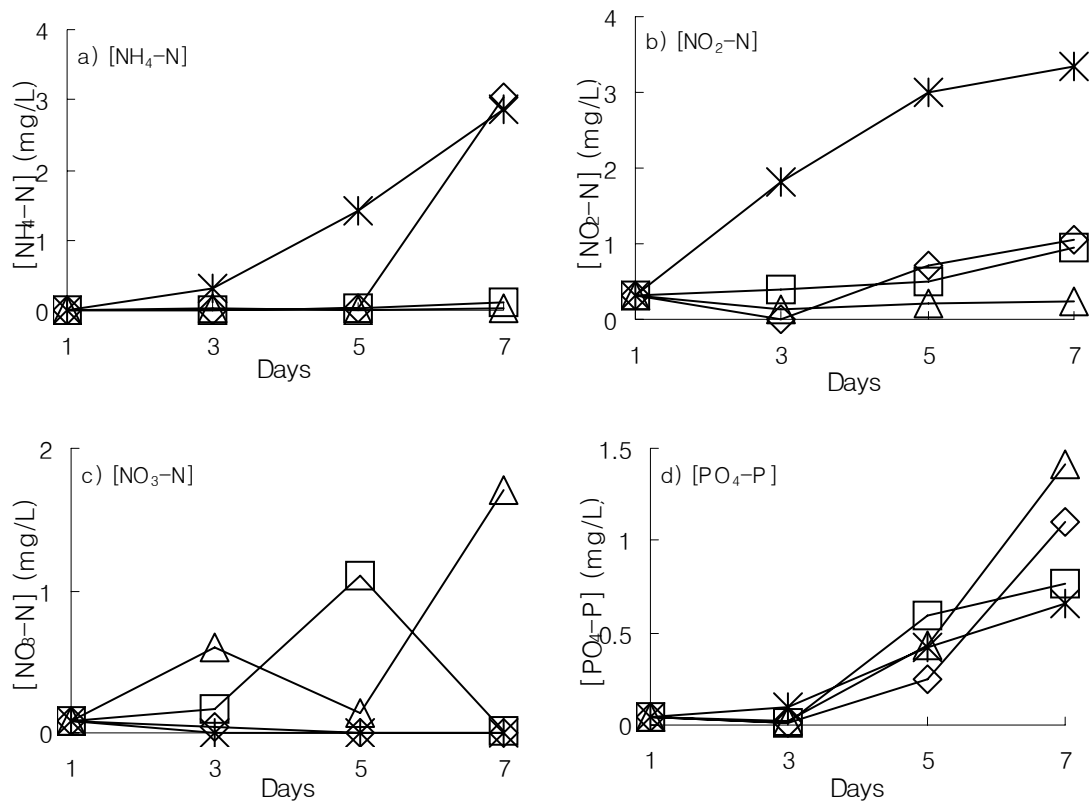 4
a) [NH₄–N]
3
2
1
0
[NH₄–N] (mg/L)
1 3 5 7
Days
4
b) [NO₂–N]
3
2
1
0
[NO₂–N] (mg/L)
1 3 5 7
Days
2
c) [NO₃–N]
1
0
[NO₃–N] (mg/L)
1 3 5 7
Days
1.5
d) [PO₄–P]
1
0.5
0
[PO₄–P] (mg/L)
1 3 5 7
Days